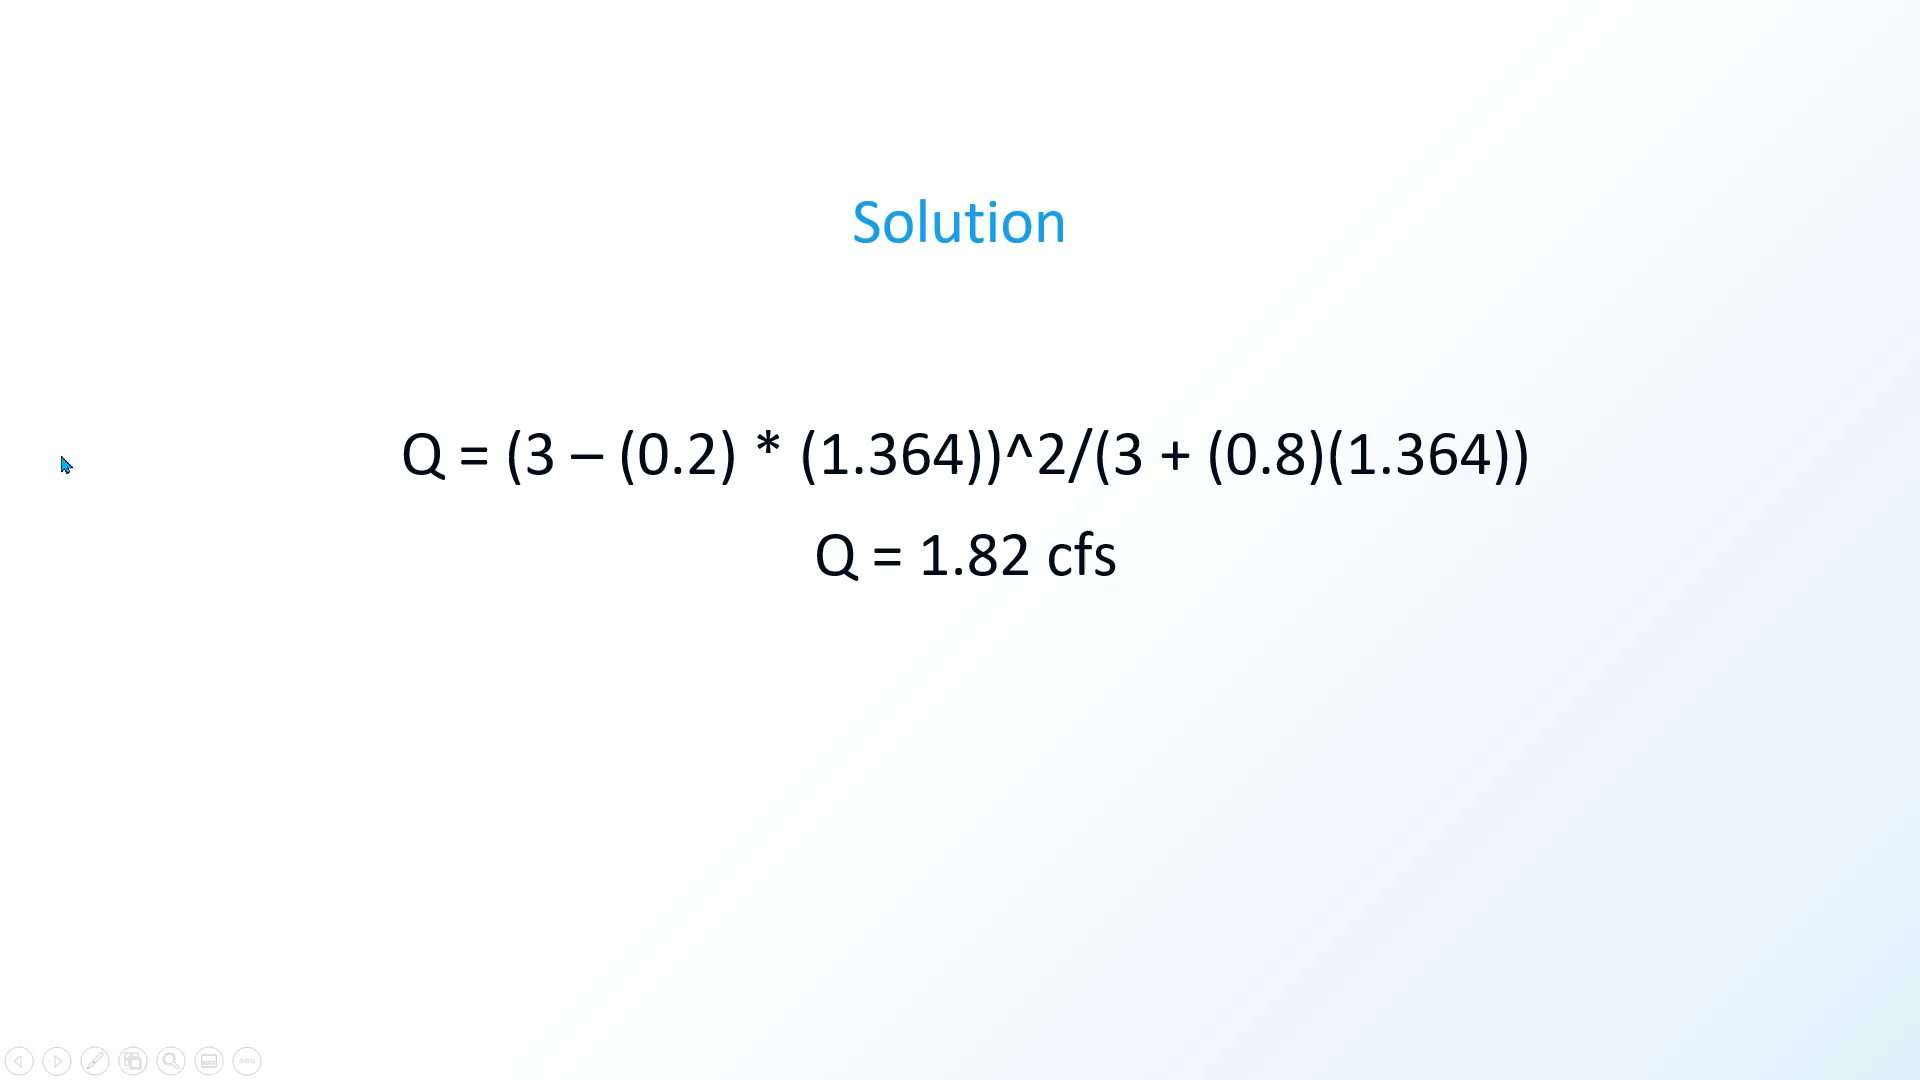 Solution
Q = (3 – (0.2) * (1.364))^2/(3 + (0.8)(1.364))
Q = 1.82 cfs